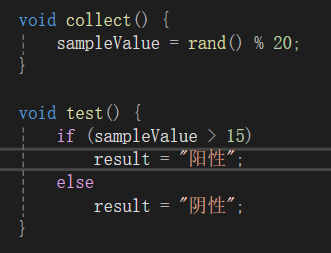 void collect() {
    sampleValue = rand() % 20;
}

void test() {
    if (sampleValue > 15)
        result = "阳性";
    else
        result = "阴性";
}